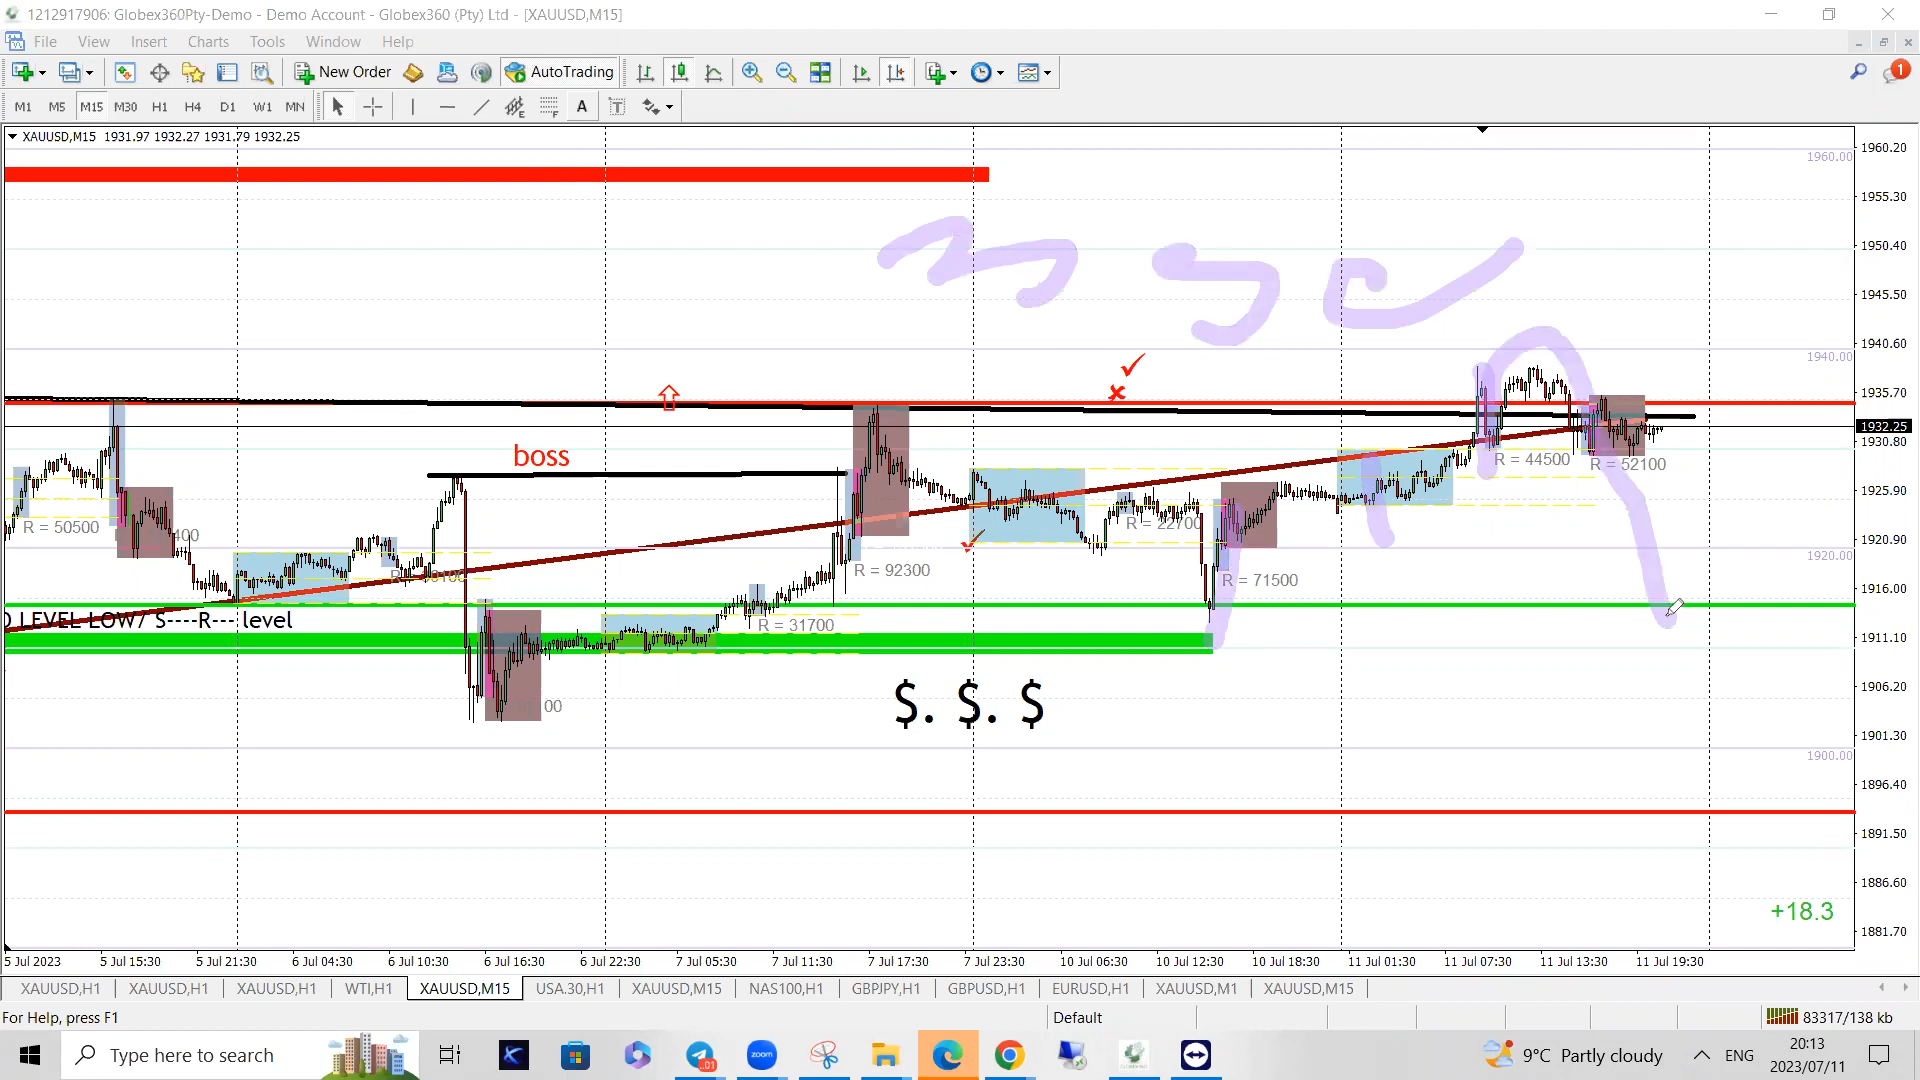 1212917906: Globex360Pty-Demo - Demo Account - Globex360 (Pty) Ltd - [XAUUSD,M15]
File View Insert Charts Tools Window Help
New Order AutoTrading
1
M1 M5 M15 M30 H1 H4 D1 W1 MN A T
XAUUSD,M15 1931.97 1932.27 1931.79 1932.25
1960.20
1960.00
1955.30
1950.40
1945.50
1940.60
1940.00
1935.70
1932.25
1930.80
boss
R = 44500
R = 52100
1925.90
R = 50500
R = 22700
1920.90
1920.00
R = 92300
R = 71500
1916.00
LEVEL LOW/ S----R--- level
R = 31700
1911.10
1906.20
$. $. $
1901.30
1900.00
1896.40
1891.50
1886.60
+18.3
1881.70
5 Jul 2023 5 Jul 15:30 5 Jul 21:30 6 Jul 04:30 6 Jul 10:30 6 Jul 16:30 6 Jul 22:30 7 Jul 05:30 7 Jul 11:30 7 Jul 17:30 7 Jul 23:30 10 Jul 06:30 10 Jul 12:30 10 Jul 18:30 11 Jul 01:30 11 Jul 07:30 11 Jul 13:30 11 Jul 19:30
XAUUSD,H1 XAUUSD,H1 XAUUSD,H1 WTI,H1 XAUUSD,M15 USA.30,H1 XAUUSD,M15 NAS100,H1 GBPJPY,H1 GBPUSD,H1 EURUSD,H1 XAUUSD,M1 XAUUSD,M15
For Help, press F1 Default 83317/138 kb
Type here to search zoom 9°C Partly cloudy ENG 20:13
2023/07/11